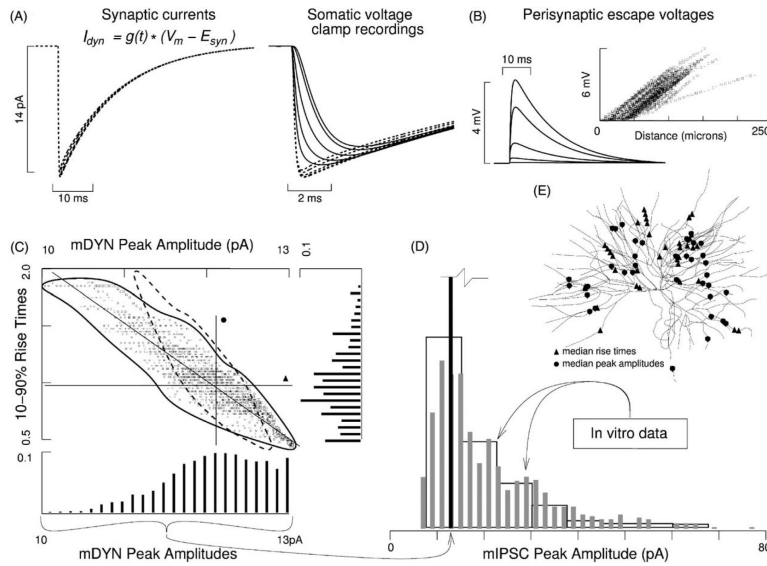 (A)
Synaptic currents
I_dyn = g(t) * (V_m − E_syn )
Somatic voltage
clamp recordings
14 pA
10 ms
2 ms
(B)
Perisynaptic escape voltages
10 ms
4 mV
6 mV
0
250
Distance (microns)
(C)
mDYN Peak Amplitude (pA)
10
13
2.0
10−90% Rise Times
0.5
0.1
0.1
10
13pA
mDYN Peak Amplitudes
(D)
In vitro data
0
80
mIPSC Peak Amplitude (pA)
(E)
median rise times
median peak amplitudes